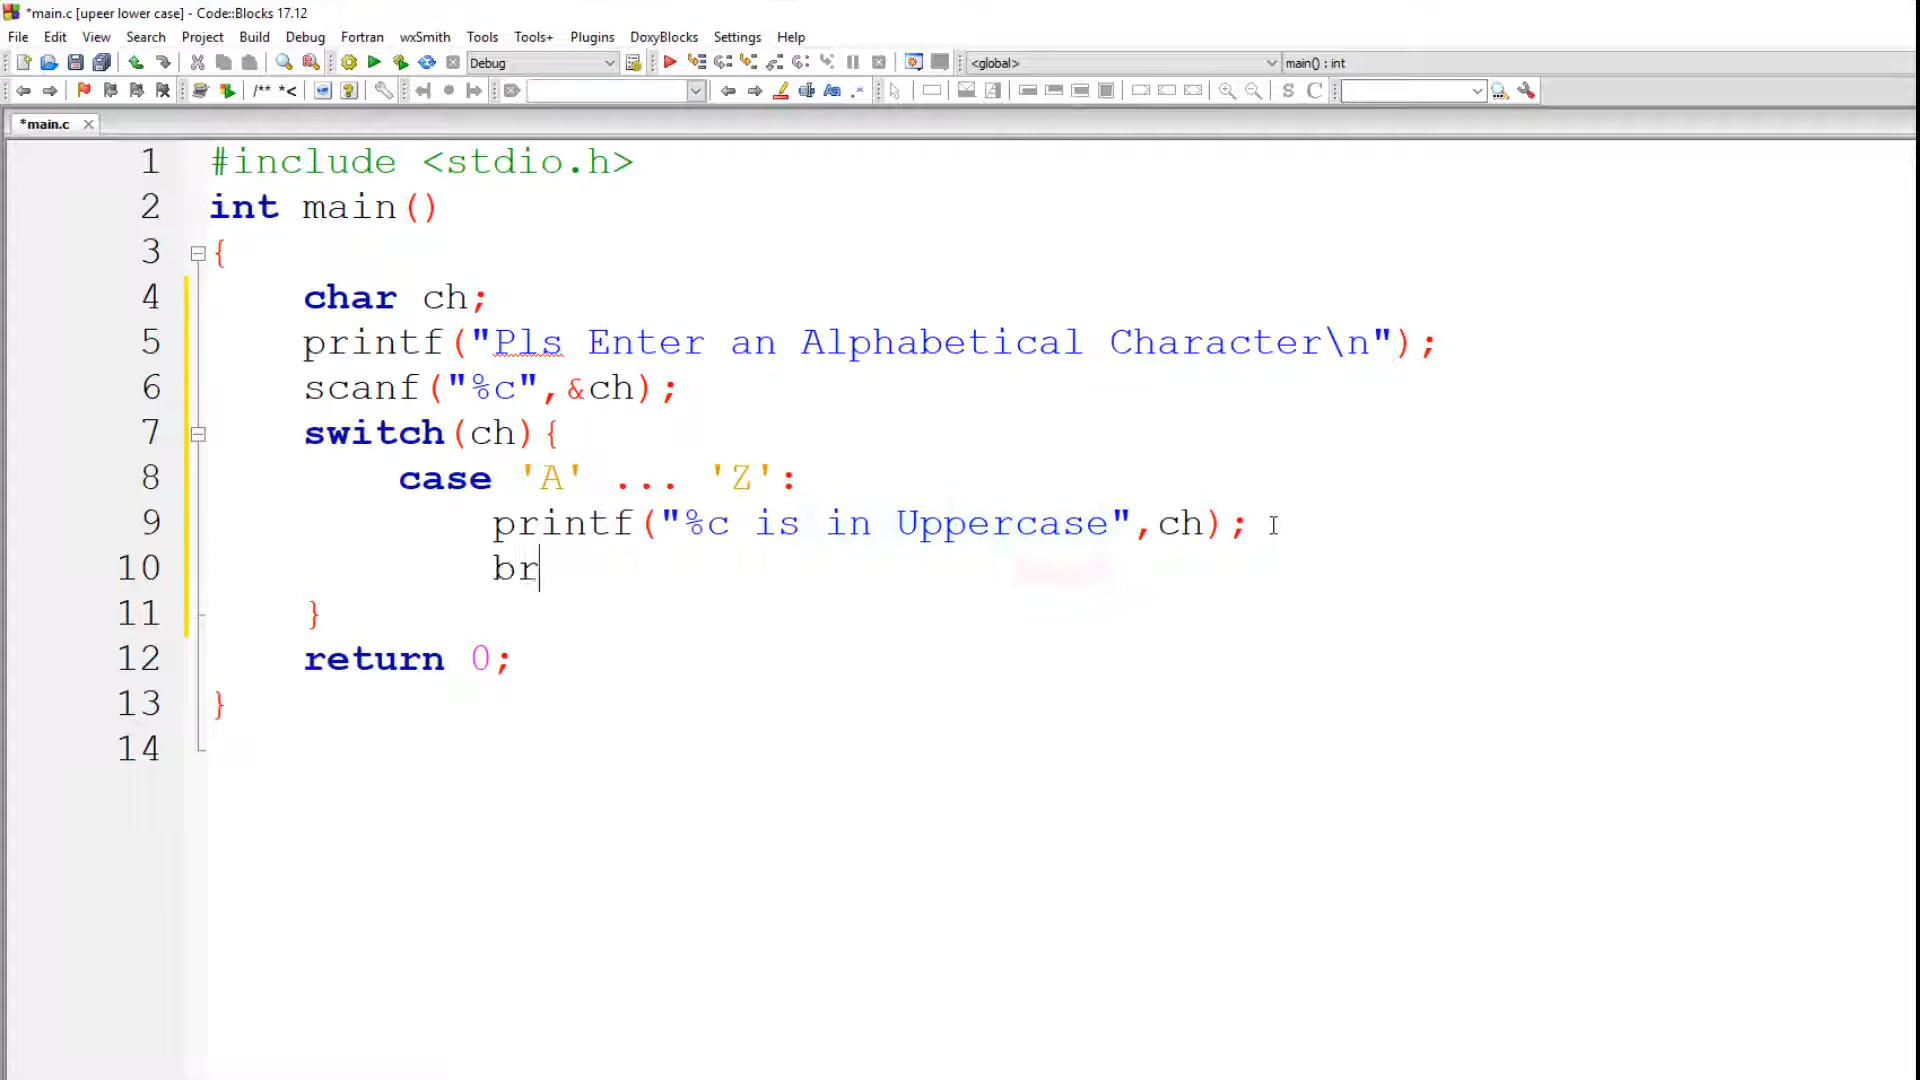 *main.c [upeer lower case] - Code::Blocks 17.12
File Edit View Search Project Build Debug Fortran wxSmith Tools Tools+ Plugins DoxyBlocks Settings Help
Debug <global> main() : int
/** *< .* S C
*main.c
1 #include <stdio.h>
2 int main()
3 {
4 char ch;
5 printf("Pls Enter an Alphabetical Character\n");
6 scanf("%c",&ch);
7 switch(ch){
8 case 'A' ... 'Z':
9 printf("%c is in Uppercase",ch);
10 br
11 }
12 return 0;
13 }
14